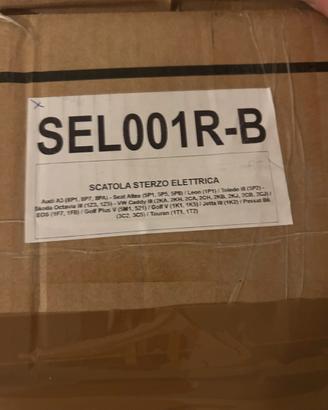 SEL001R-B
SCATOLA STERZO ELETTRICA
Audi A3 (8P1, 8P7, 8PA) - Seat Altea (5P1, 5P5, 5P8) / Leon (1P1) / Toledo III (5P2) -
Skoda Octavia III (1Z3, 1Z5) - VW Caddy III (2KA, 2KH, 2CA, 2CH, 2KB, 2KJ, 2CB, 2CJ) /
EOS (1F7, 1F8) / Golf Plus V (5M1, 521) / Golf V (1K1, 1K5) / Jetta III (1K2) / Passat B6
(3C2, 3C5) / Touran (1T1, 1T2)